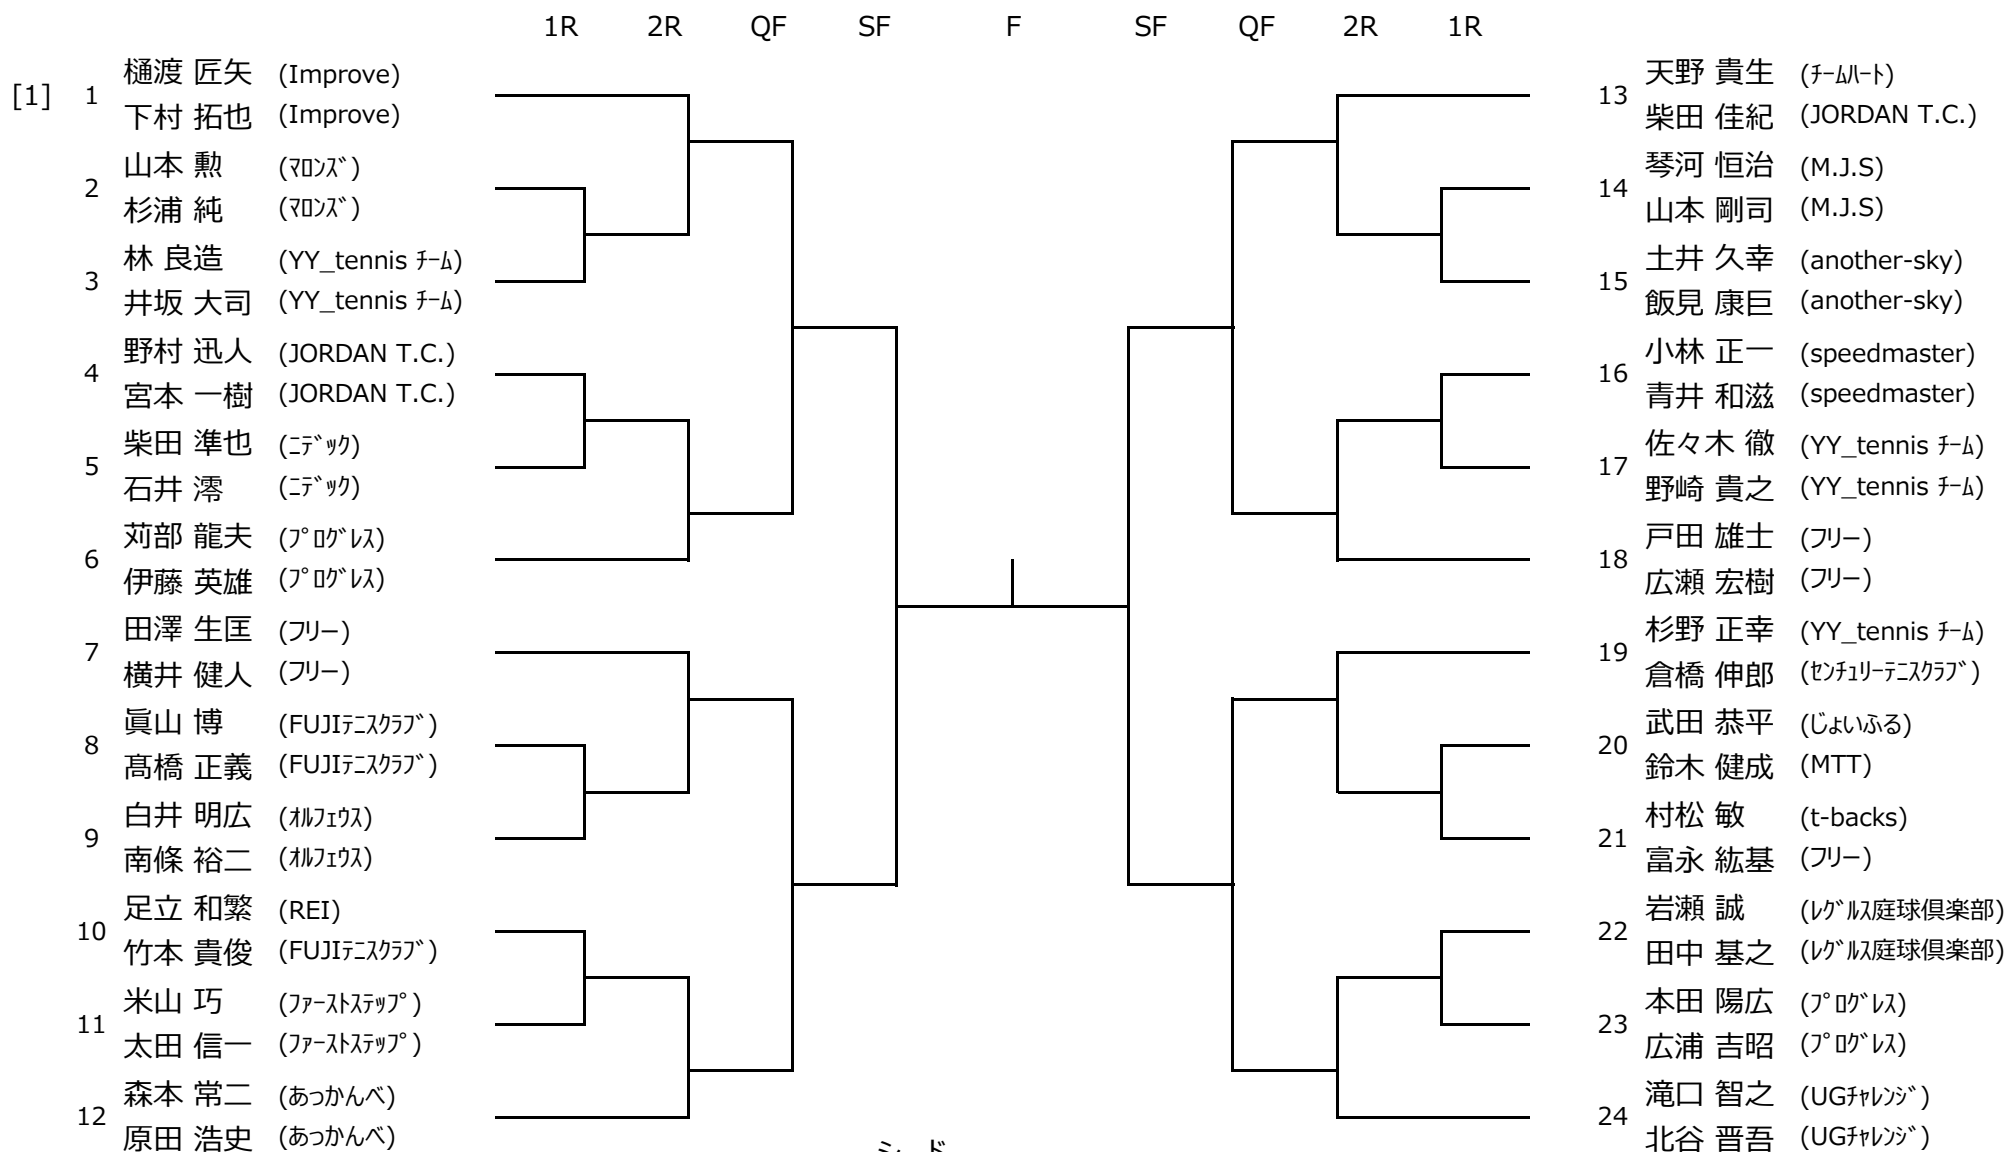 1R 2R QF SF F SF QF 2R 1R
[1] 1 樋渡 匠矢 (Improve)
下村 拓也 (Improve)
2 山本 勲 (ﾏﾛﾝｽﾞ)
杉浦 純 (ﾏﾛﾝｽﾞ)
3 林 良造 (YY_tennis ﾁｰﾑ)
井坂 大司 (YY_tennis ﾁｰﾑ)
4 野村 迅人 (JORDAN T.C.)
宮本 一樹 (JORDAN T.C.)
5 柴田 準也 (ﾆﾃﾞｯｸ)
石井 澪 (ﾆﾃﾞｯｸ)
6 苅部 龍夫 (ﾌﾟﾛｸﾞﾚｽ)
伊藤 英雄 (ﾌﾟﾛｸﾞﾚｽ)
7 田澤 生匡 (フリー)
横井 健人 (フリー)
8 眞山 博 (FUJIﾃﾆｽｸﾗﾌﾞ)
髙橋 正義 (FUJIﾃﾆｽｸﾗﾌﾞ)
9 白井 明広 (ｵﾙﾌｪｳｽ)
南條 裕二 (ｵﾙﾌｪｳｽ)
10 足立 和繁 (REI)
竹本 貴俊 (FUJIﾃﾆｽｸﾗﾌﾞ)
11 米山 巧 (ﾌｧｰｽﾄｽﾃｯﾌﾟ)
太田 信一 (ﾌｧｰｽﾄｽﾃｯﾌﾟ)
12 森本 常二 (あっかんべ)
原田 浩史 (あっかんべ)
13 天野 貴生 (ﾁｰﾑﾊｰﾄ)
柴田 佳紀 (JORDAN T.C.)
14 琴河 恒治 (M.J.S)
山本 剛司 (M.J.S)
15 土井 久幸 (another-sky)
飯見 康巨 (another-sky)
16 小林 正一 (speedmaster)
青井 和滋 (speedmaster)
17 佐々木 徹 (YY_tennis ﾁｰﾑ)
野崎 貴之 (YY_tennis ﾁｰﾑ)
18 戸田 雄士 (フリー)
広瀬 宏樹 (フリー)
19 杉野 正幸 (YY_tennis ﾁｰﾑ)
倉橋 伸郎 (ｾﾝﾁｭﾘｰﾃﾆｽｸﾗﾌﾞ)
20 武田 恭平 (じょいふる)
鈴木 健成 (MTT)
21 村松 敏 (t-backs)
富永 紘基 (フリー)
22 岩瀬 誠 (ﾚｸﾞﾙｽ庭球倶楽部)
田中 基之 (ﾚｸﾞﾙｽ庭球倶楽部)
23 本田 陽広 (ﾌﾟﾛｸﾞﾚｽ)
広浦 吉昭 (ﾌﾟﾛｸﾞﾚｽ)
24 滝口 智之 (UGﾁｬﾚﾝｼﾞ)
北谷 晋吾 (UGﾁｬﾚﾝｼﾞ)
シード